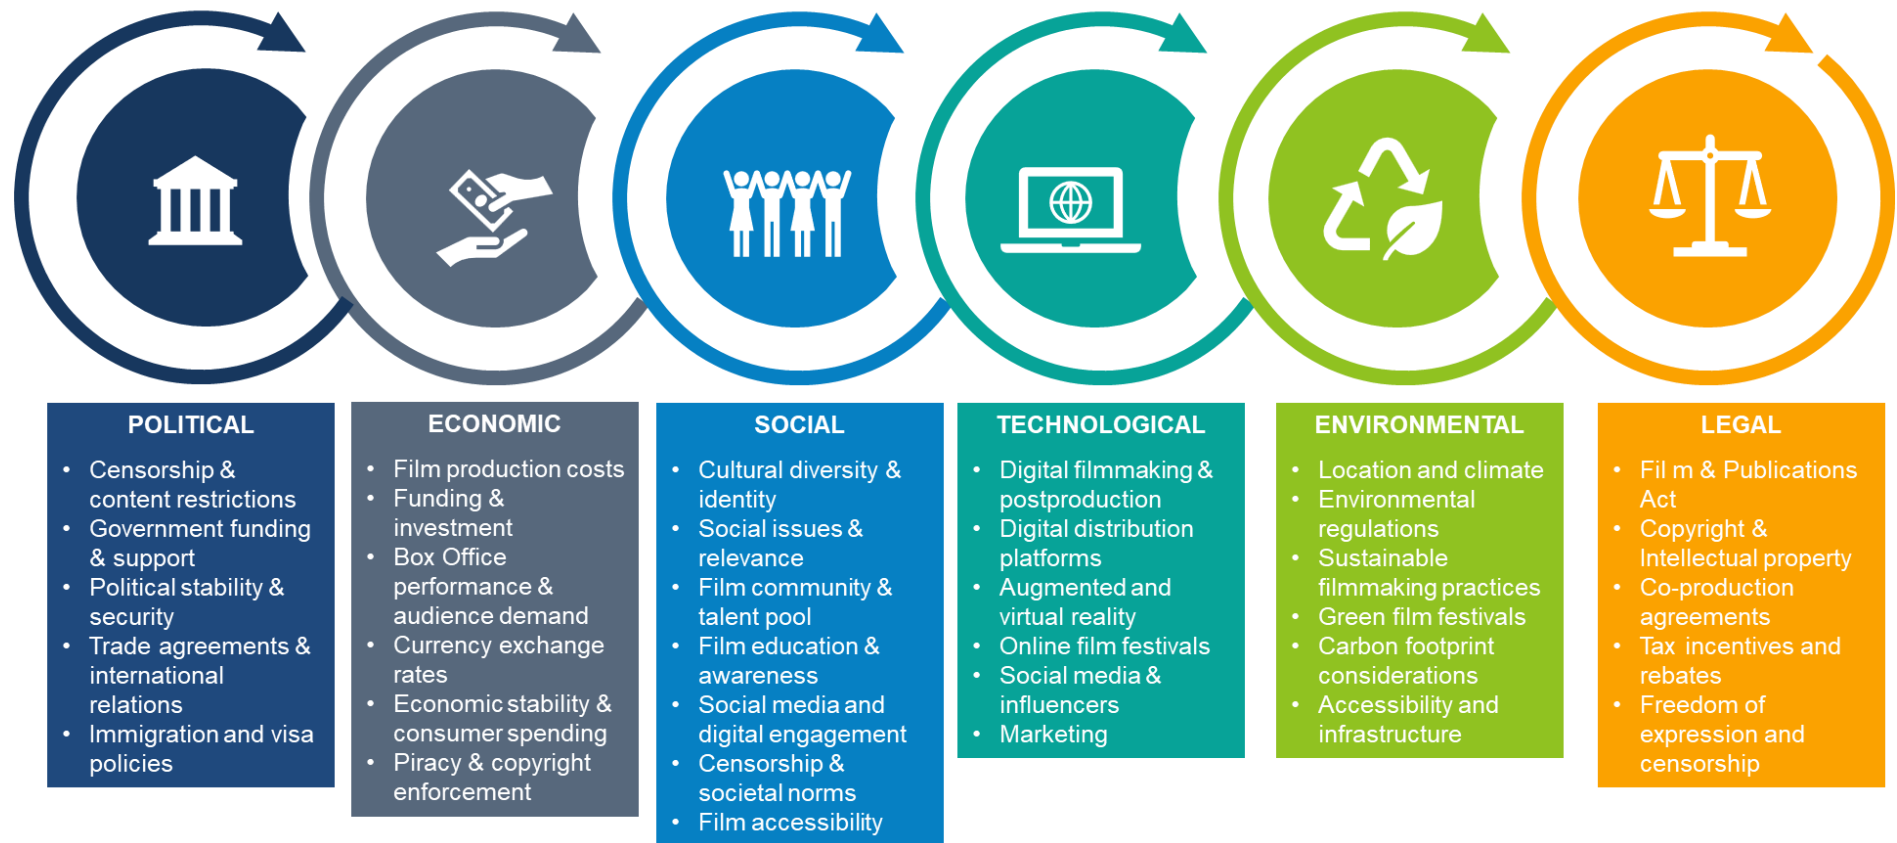 POLITICAL
• Censorship &
content restrictions
• Government funding
& support
• Political stability &
security
• Trade agreements &
international
relations
• Immigration and visa
policies
ECONOMIC
• Film production costs
• Funding &
investment
• Box Office
performance &
audience demand
• Currency exchange
rates
• Economic stability &
consumer spending
• Piracy & copyright
enforcement
SOCIAL
• Cultural diversity &
identity
• Social issues &
relevance
• Film community &
talent pool
• Film education &
awareness
• Social media and
digital engagement
• Censorship &
societal norms
• Film accessibility
TECHNOLOGICAL
• Digital filmmaking &
postproduction
• Digital distribution
platforms
• Augmented and
virtual reality
• Online film festivals
• Social media &
influencers
• Marketing
ENVIRONMENTAL
• Location and climate
• Environmental
regulations
• Sustainable
filmmaking practices
• Green film festivals
• Carbon footprint
considerations
• Accessibility and
infrastructure
LEGAL
• Fil m & Publications
Act
• Copyright &
Intellectual property
• Co-production
agreements
• Tax incentives and
rebates
• Freedom of
expression and
censorship